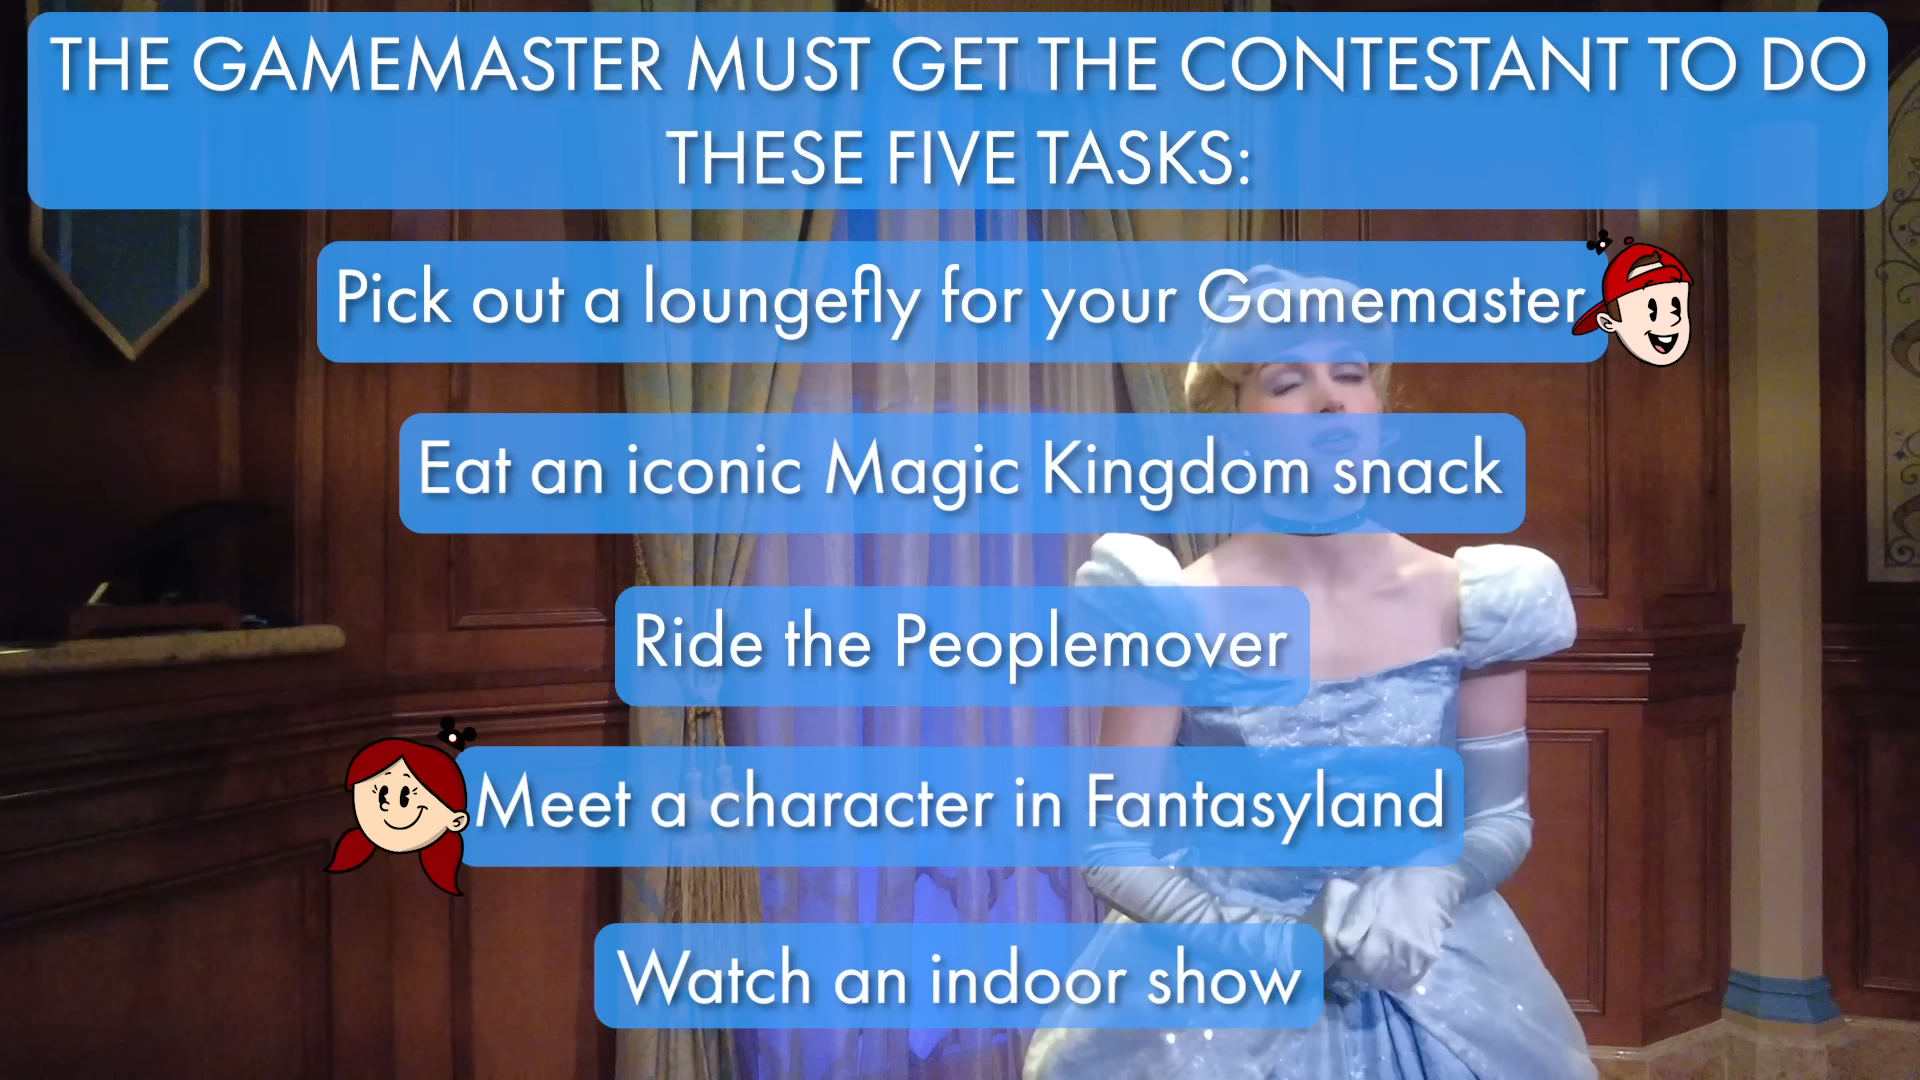 THE GAMEMASTER MUST GET THE CONTESTANT TO DO
THESE FIVE TASKS:
Pick out a loungefly for your Gamemaster
Eat an iconic Magic Kingdom snack
Ride the Peoplemover
Meet a character in Fantasyland
Watch an indoor show